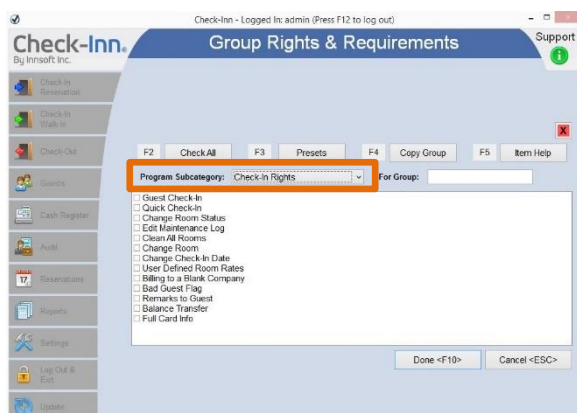 Check-Inn - Logged In: admin (Press F12 to log out)
Check-Inn.
By Innsoft Inc.
Group Rights & Requirements
Support
i
Check-In
Reservation
Check-In
Walk-In
Check-Out
Guests
Cash Register
Audit
17
Reservations
Reports
Settings
Log Out &
Exit
Update
X
F2 Check All F3 Presets F4 Copy Group F5 Item Help
Program Subcategory: Check-In Rights For Group:
Guest Check-In
Quick Check-In
Change Room Status
Edit Maintenance Log
Clean All Rooms
Change Room
Change Check-In Date
User Defined Room Rates
Billing to a Blank Company
Bad Guest Flag
Remarks to Guest
Balance Transfer
Full Card Info
Done <F10> Cancel <ESC>